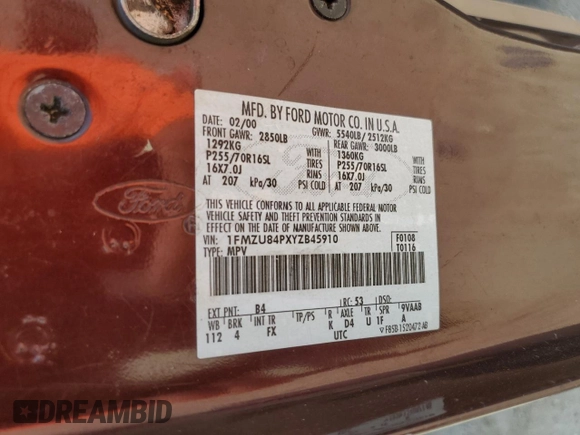 MFD. BY FORD MOTOR CO. IN U.S.A.
DATE: 02/00 GVWR: 5540LB/ 2512KG
FRONT GAWR: 2850LB REAR GAWR: 3000LB
1292KG WITH 1360KG WITH
P255/70R16SL TIRES P255/70R16SL TIRES
16X7.0J RIMS 16X7.0J RIMS
AT 207 kPa/30 PSI COLD AT 207 kPa/30 PSI COLD
THIS VEHICLE CONFORMS TO ALL APPLICABLE FEDERAL MOTOR
VEHICLE SAFETY AND THEFT PREVENTION STANDARDS IN EFFECT
ON THE DATE OF MANUFACTURE SHOWN ABOVE.
VIN: 1FMZU84PXYZB45910 F0108
TYPE: MPV T0116
EXT PNT: B4 RC: 53 DSO:
WB BRK INT TR TP/PS R AXLE TR SPR 9VAAB
112 4 FX K D4 U 1F A
UTC
Ford
DREAMBID